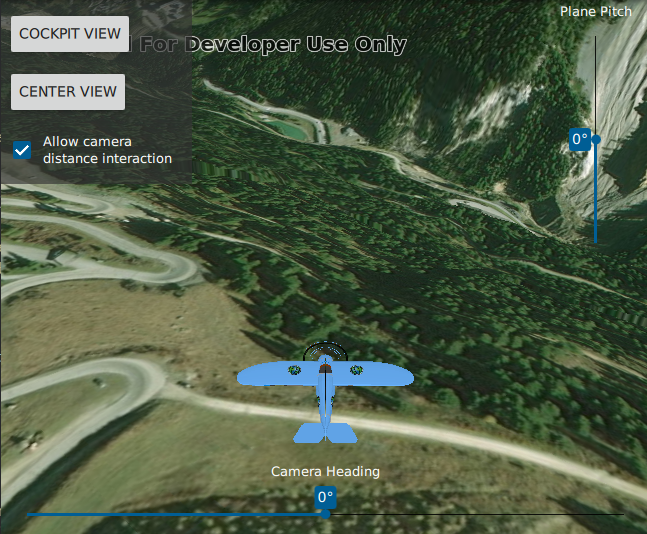 COCKPIT VIEW
For Developer Use Only
CENTER VIEW
Allow camera
distance interaction
Plane Pitch
0°
Camera Heading
0°